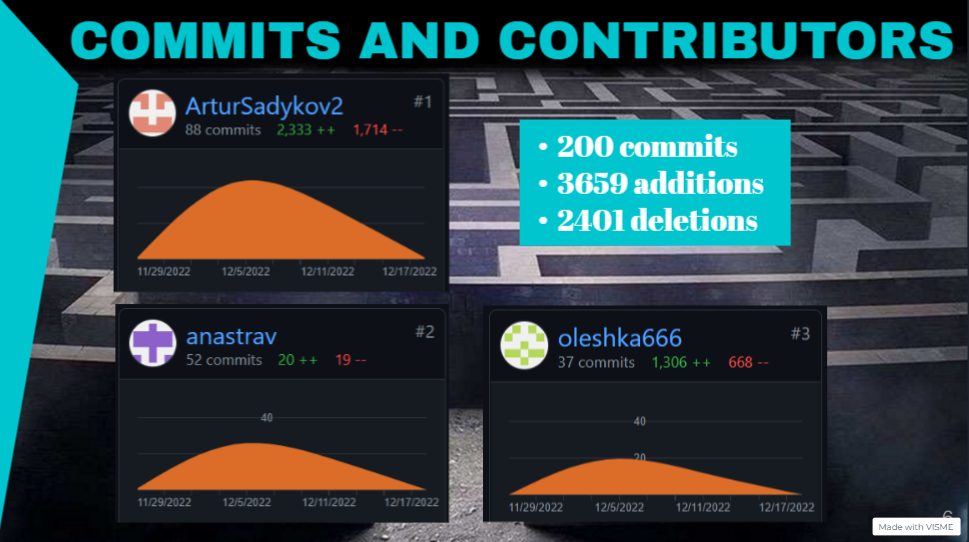 COMMITS AND CONTRIBUTORS
ArturSadykov2 #1
88 commits 2,333 ++ 1,714 --
11/29/2022 12/5/2022 12/11/2022 12/17/2022
• 200 commits
• 3659 additions
• 2401 deletions
anastrav #2
52 commits 20 ++ 19 --
40
11/29/2022 12/5/2022 12/11/2022 12/17/2022
oleshka666 #3
37 commits 1,306 ++ 668 --
40
20
11/29/2022 12/5/2022 12/11/2022 12/17/2022
6
Made with VISME